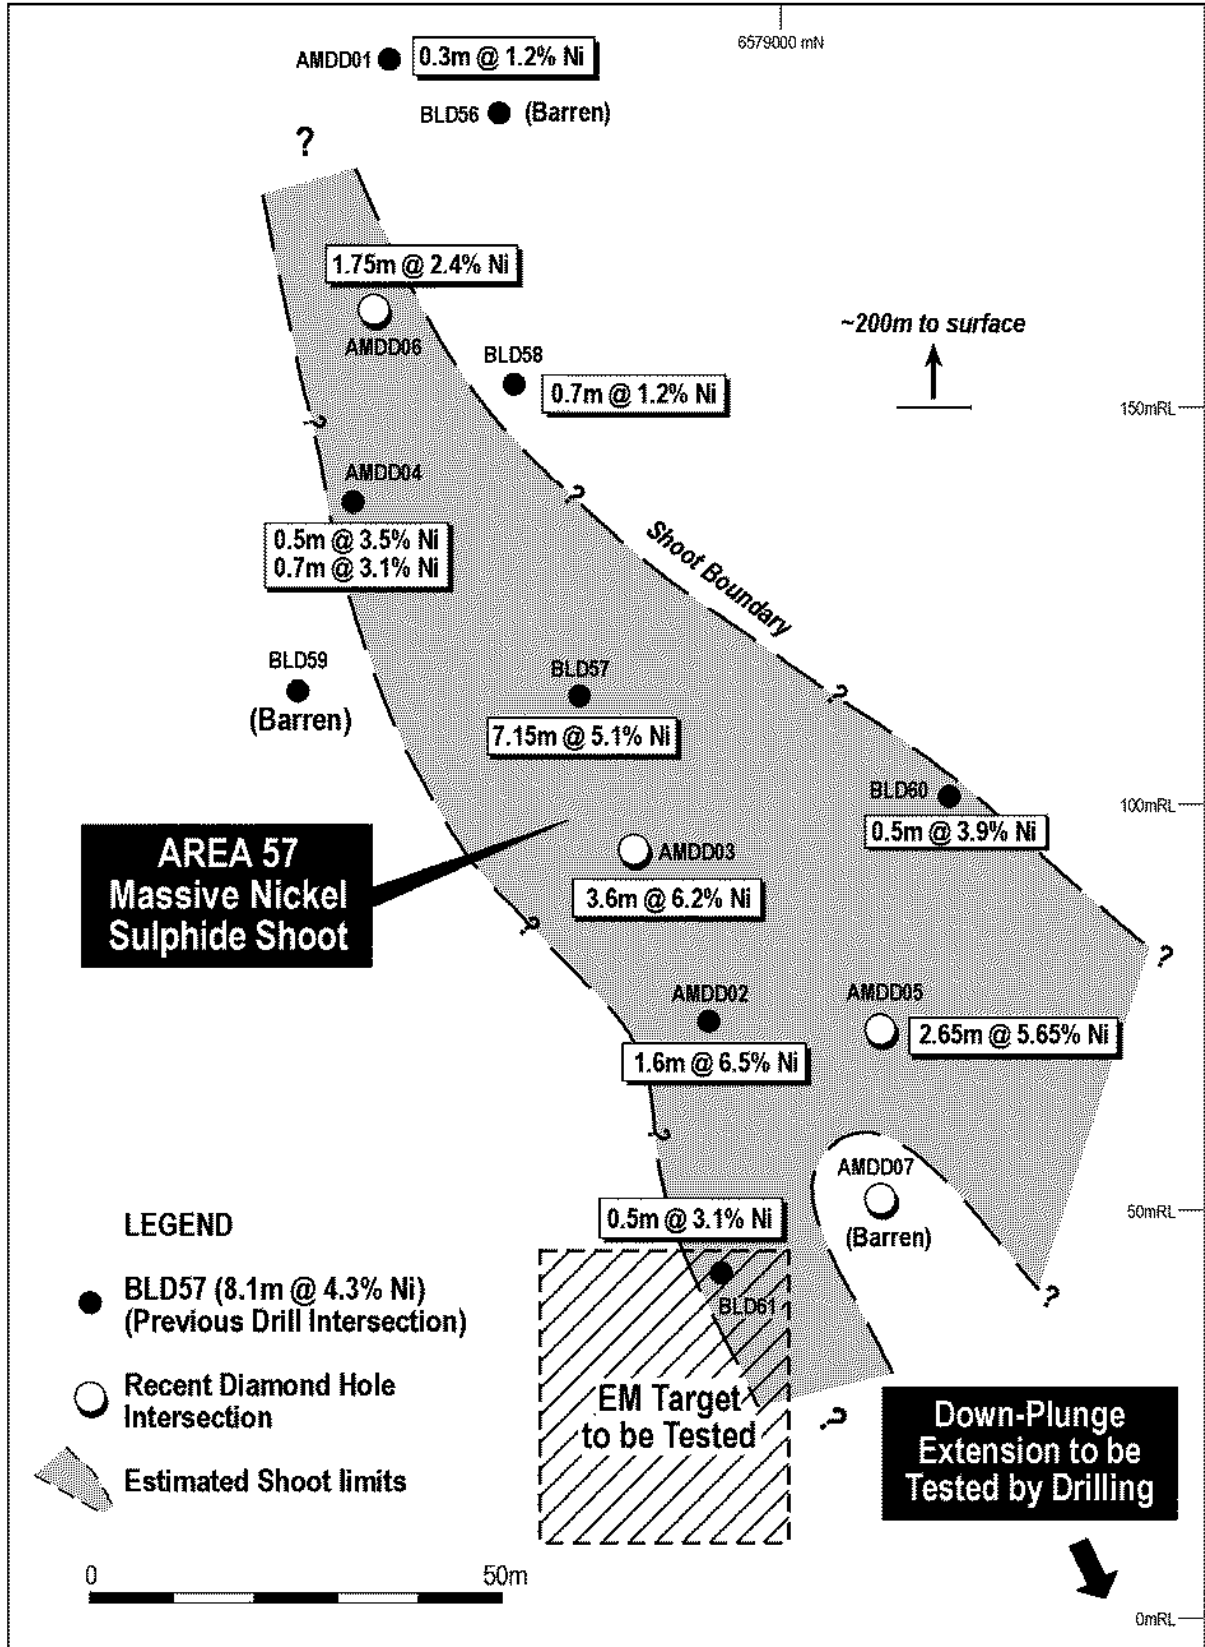 6579000 mN
AMDD01
0.3m @ 1.2% Ni
BLD56
(Barren)
?
1.75m @ 2.4% Ni
AMDD06
~200m to surface
BLD58
0.7m @ 1.2% Ni
150mRL
?
AMDD04
?
0.5m @ 3.5% Ni
0.7m @ 3.1% Ni
Shoot Boundary
BLD59
(Barren)
BLD57
7.15m @ 5.1% Ni
?
BLD60
100mRL
0.5m @ 3.9% Ni
AREA 57
Massive Nickel
Sulphide Shoot
AMDD03
3.6m @ 6.2% Ni
?
?
AMDD02
1.6m @ 6.5% Ni
AMDD05
2.65m @ 5.65% Ni
?
AMDD07
(Barren)
50mRL
0.5m @ 3.1% Ni
BLD61
?
EM Target
to be Tested
?
LEGEND
BLD57 (8.1m @ 4.3% Ni)
(Previous Drill Intersection)
Recent Diamond Hole
Intersection
Estimated Shoot limits
Down-Plunge
Extension to be
Tested by Drilling
0
50m
0mRL